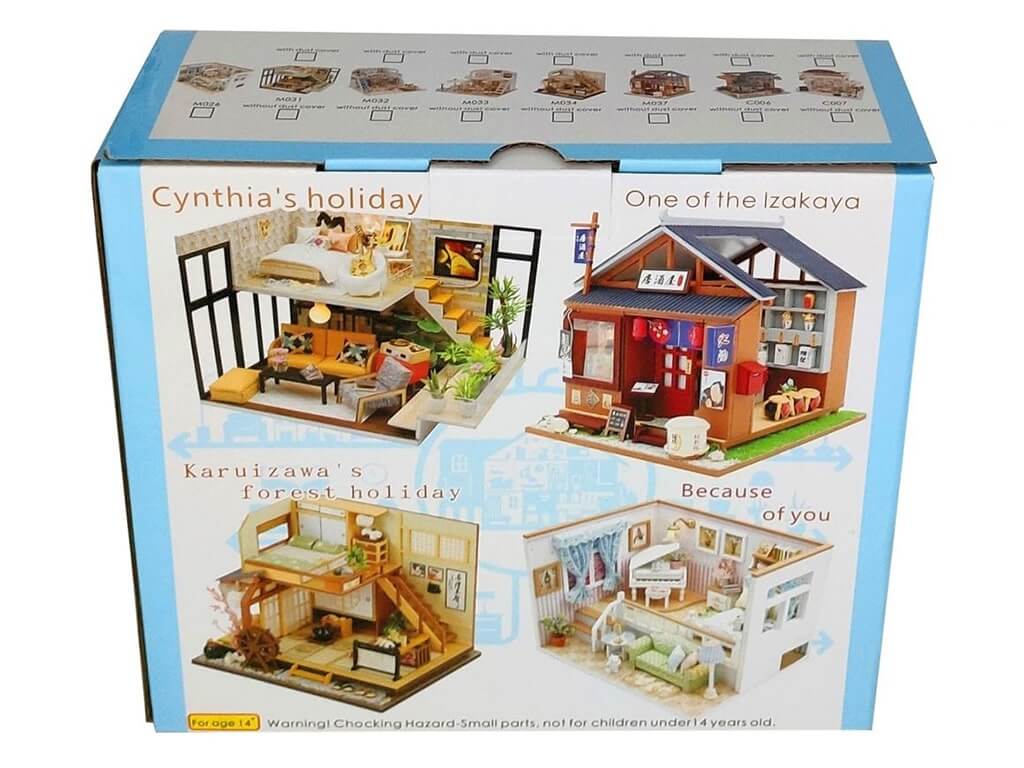 with dust cover with dust cover with dust cover with dust cover with dust cover with dust cover with dust cover
M026 M031 M032 M033 M034 M037 C006 C007
without dust cover without dust cover without dust cover without dust cover without dust cover without dust cover without dust cover
Cynthia's holiday
One of the Izakaya
居酒屋
居酒屋
Karuizawa's
forest holiday
Because
of you
For age 14+
Warning! Chocking Hazard-Small parts, not for children under14 years old.